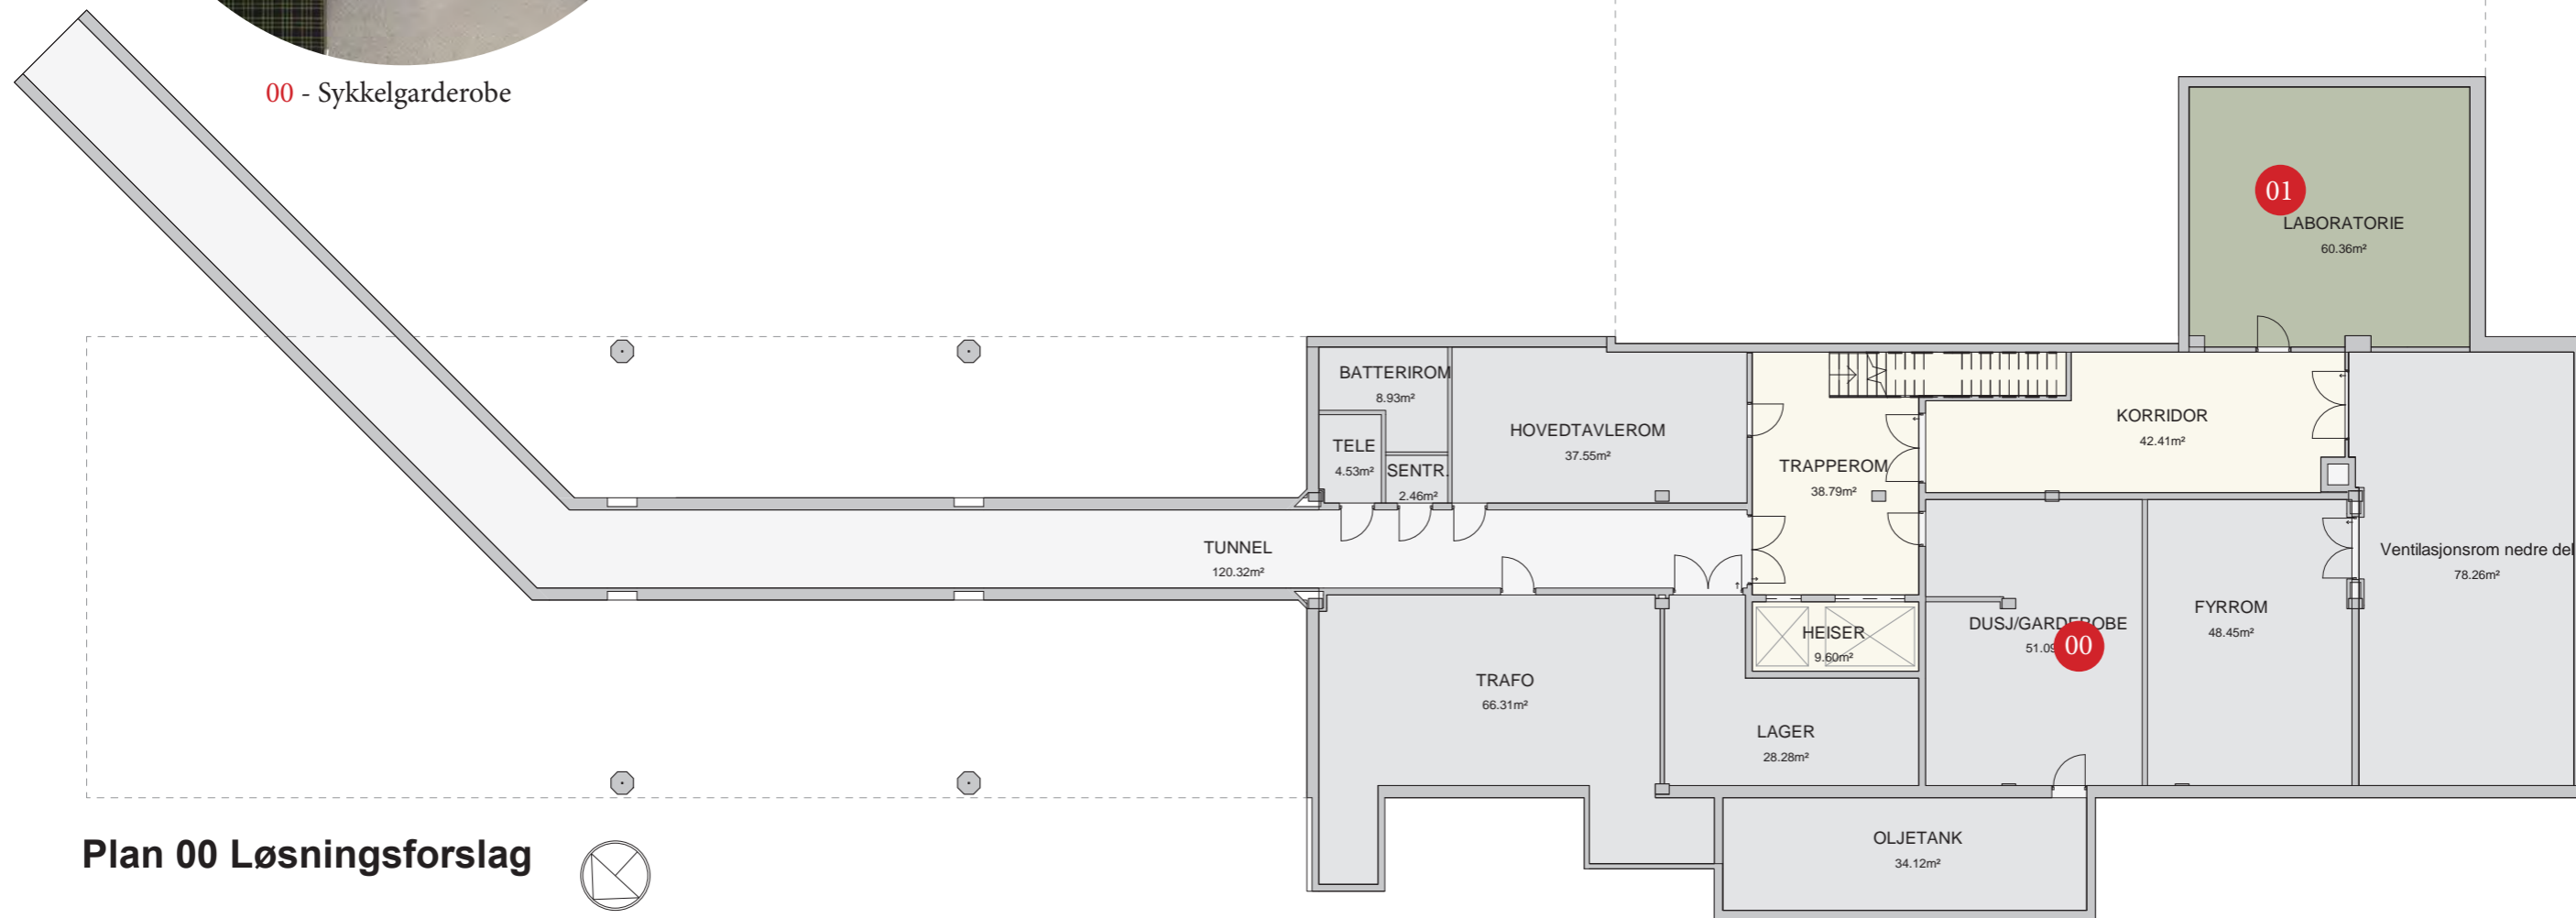 00 - Sykkelgarderobe
01
LABORATORIE
60.36m²
BATTERIROM
8.93m²
TELE
4.53m²
SENTR.
2.46m²
HOVEDTAVLEROM
37.55m²
TRAPPEROM
38.79m²
KORRIDOR
42.41m²
TUNNEL
120.32m²
Ventilasjonsrom nedre del
78.26m²
HEISER
9.60m²
DUSJ/GARDEROBE
51.09
00
FYRROM
48.45m²
TRAFO
66.31m²
LAGER
28.28m²
OLJETANK
34.12m²
Plan 00 Løsningsforslag